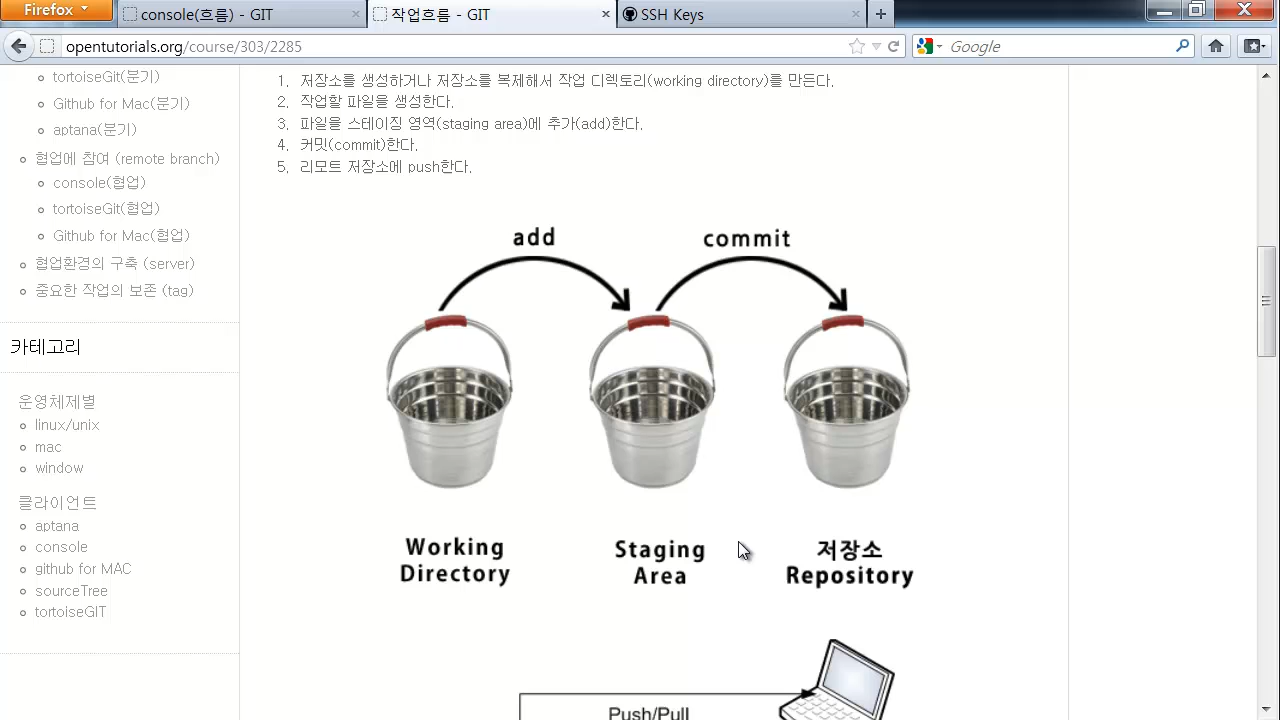 Firefox
console(흐름) - GIT
작업흐름 - GIT
SSH Keys
opentutorials.org/course/303/2285
Google
tortoiseGit(분기)
Github for Mac(분기)
aptana(분기)
협업에 참여 (remote branch)
console(협업)
tortoiseGit(협업)
Github for Mac(협업)
협업환경의 구축 (server)
중요한 작업의 보존 (tag)
카테고리
운영체제별
linux/unix
mac
window
클라이언트
aptana
console
github for MAC
sourceTree
tortoiseGIT
1. 저장소를 생성하거나 저장소를 복제해서 작업 디렉토리(working directory)를 만든다.
2. 작업할 파일을 생성한다.
3. 파일을 스테이징 영역(staging area)에 추가(add)한다.
4. 커밋(commit)한다.
5. 리모트 저장소에 push한다.
add
commit
Working
Directory
Staging
Area
저장소
Repository
Push/Pull